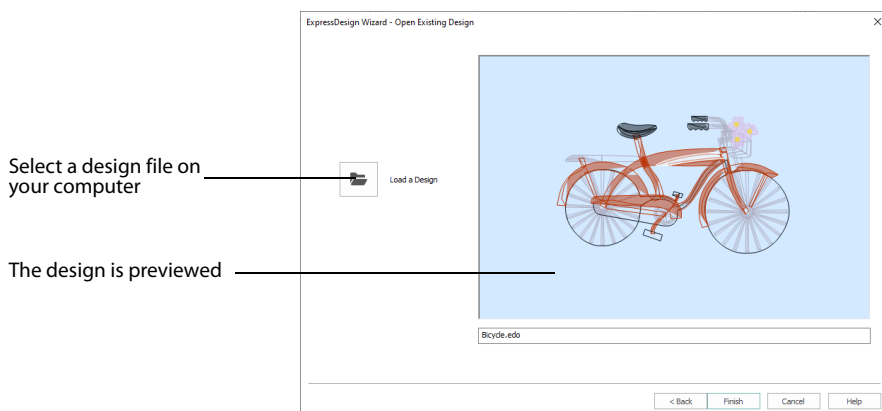 ExpressDesign Wizard - Open Existing Design
Select a design file on
your computer
Load a Design
The design is previewed
Bicycle.edo
< Back
Finish
Cancel
Help